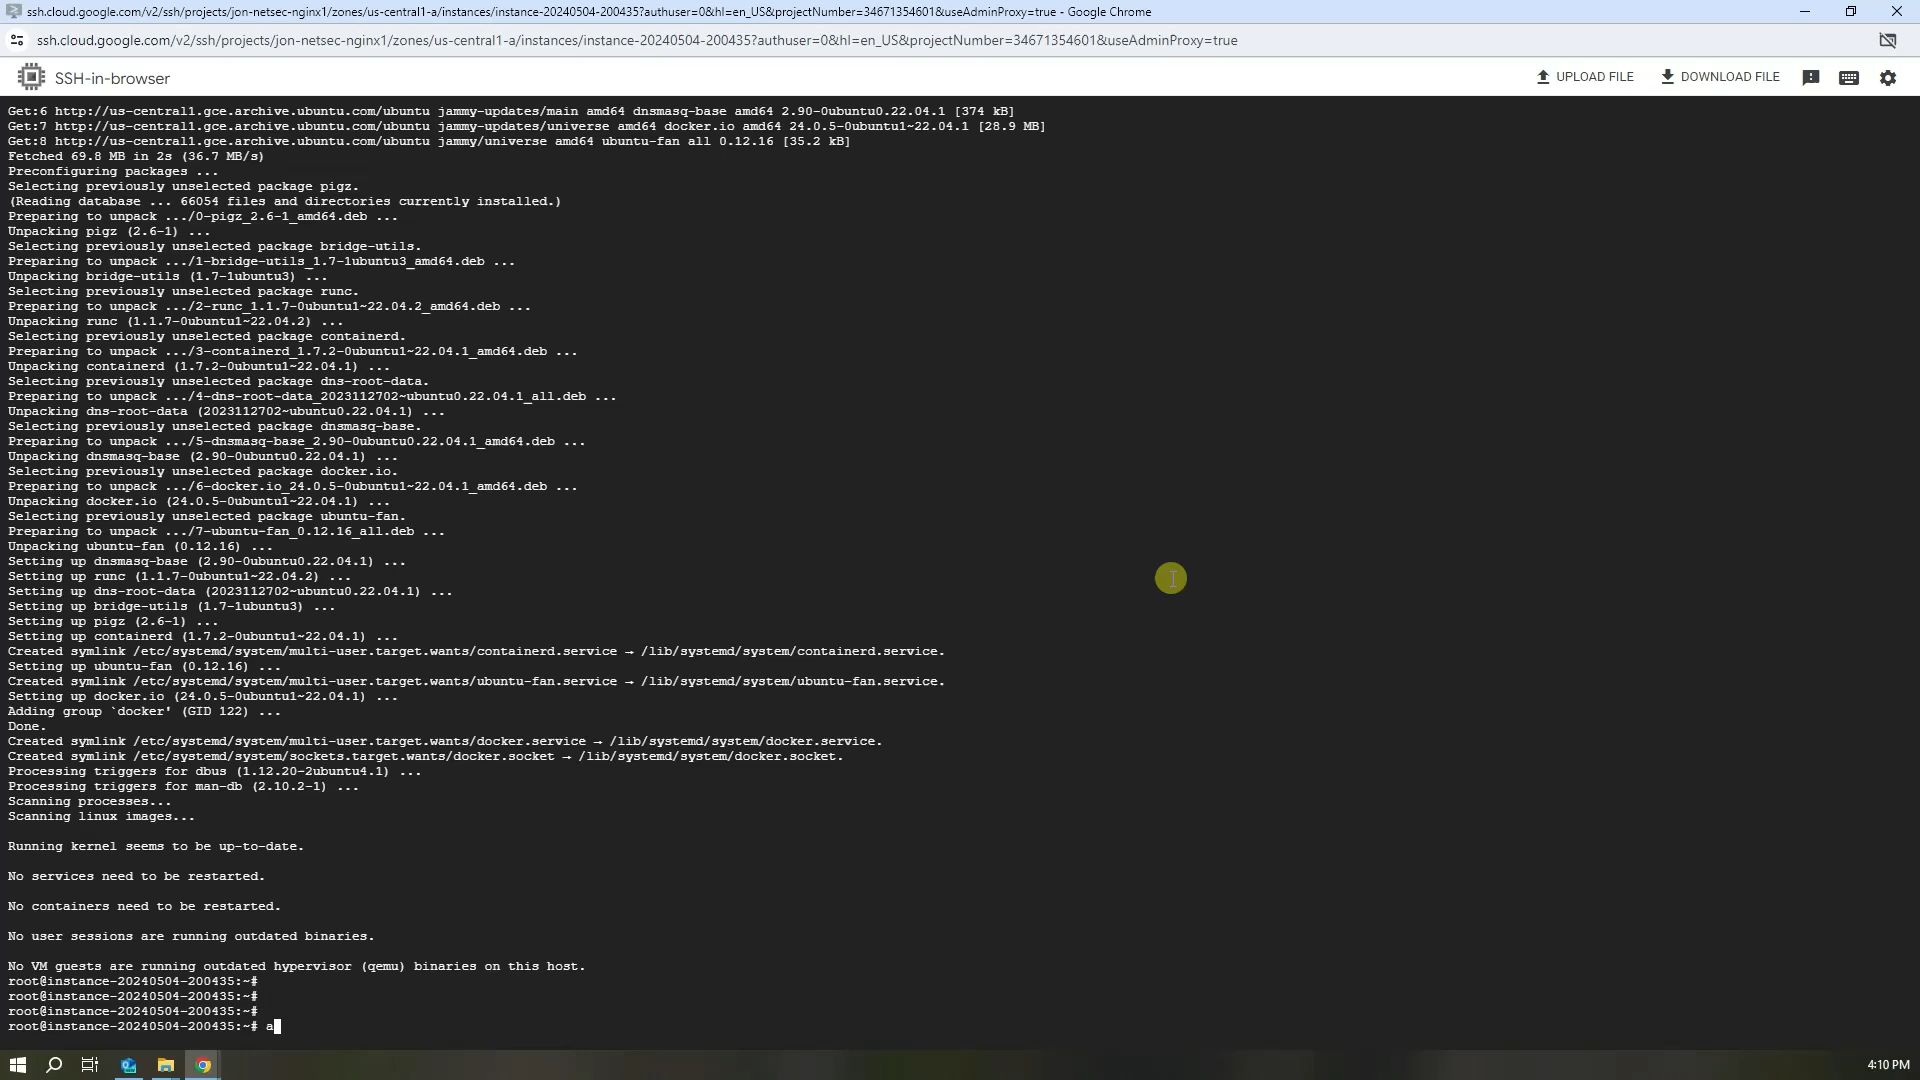 ssh.cloud.google.com/v2/ssh/projects/jon-netsec-nginx1/zones/us-central1-a/instances/instance-20240504-200435?authuser=0&hl=en_US&projectNumber=34671354601&useAdminProxy=true - Google Chrome
ssh.cloud.google.com/v2/ssh/projects/jon-netsec-nginx1/zones/us-central1-a/instances/instance-20240504-200435?authuser=0&hl=en_US&projectNumber=34671354601&useAdminProxy=true
SSH-in-browser
UPLOAD FILE
DOWNLOAD FILE
Get:6 http://us-central1.gce.archive.ubuntu.com/ubuntu jammy-updates/main amd64 dnsmasq-base amd64 2.90-0ubuntu0.22.04.1 [374 kB]
Get:7 http://us-central1.gce.archive.ubuntu.com/ubuntu jammy-updates/universe amd64 docker.io amd64 24.0.5-0ubuntu1~22.04.1 [28.9 MB]
Get:8 http://us-central1.gce.archive.ubuntu.com/ubuntu jammy/universe amd64 ubuntu-fan all 0.12.16 [35.2 kB]
Fetched 69.8 MB in 2s (36.7 MB/s)
Preconfiguring packages ...
Selecting previously unselected package pigz.
(Reading database ... 66054 files and directories currently installed.)
Preparing to unpack .../0-pigz_2.6-1_amd64.deb ...
Unpacking pigz (2.6-1) ...
Selecting previously unselected package bridge-utils.
Preparing to unpack .../1-bridge-utils_1.7-1ubuntu3_amd64.deb ...
Unpacking bridge-utils (1.7-1ubuntu3) ...
Selecting previously unselected package runc.
Preparing to unpack .../2-runc_1.1.7-0ubuntu1~22.04.2_amd64.deb ...
Unpacking runc (1.1.7-0ubuntu1~22.04.2) ...
Selecting previously unselected package containerd.
Preparing to unpack .../3-containerd_1.7.2-0ubuntu1~22.04.1_amd64.deb ...
Unpacking containerd (1.7.2-0ubuntu1~22.04.1) ...
Selecting previously unselected package dns-root-data.
Preparing to unpack .../4-dns-root-data_2023112702~ubuntu0.22.04.1_all.deb ...
Unpacking dns-root-data (2023112702~ubuntu0.22.04.1) ...
Selecting previously unselected package dnsmasq-base.
Preparing to unpack .../5-dnsmasq-base_2.90-0ubuntu0.22.04.1_amd64.deb ...
Unpacking dnsmasq-base (2.90-0ubuntu0.22.04.1) ...
Selecting previously unselected package docker.io.
Preparing to unpack .../6-docker.io_24.0.5-0ubuntu1~22.04.1_amd64.deb ...
Unpacking docker.io (24.0.5-0ubuntu1~22.04.1) ...
Selecting previously unselected package ubuntu-fan.
Preparing to unpack .../7-ubuntu-fan_0.12.16_all.deb ...
Unpacking ubuntu-fan (0.12.16) ...
Setting up dnsmasq-base (2.90-0ubuntu0.22.04.1) ...
Setting up runc (1.1.7-0ubuntu1~22.04.2) ...
Setting up dns-root-data (2023112702~ubuntu0.22.04.1) ...
Setting up bridge-utils (1.7-1ubuntu3) ...
Setting up pigz (2.6-1) ...
Setting up containerd (1.7.2-0ubuntu1~22.04.1) ...
Created symlink /etc/systemd/system/multi-user.target.wants/containerd.service → /lib/systemd/system/containerd.service.
Setting up ubuntu-fan (0.12.16) ...
Created symlink /etc/systemd/system/multi-user.target.wants/ubuntu-fan.service → /lib/systemd/system/ubuntu-fan.service.
Setting up docker.io (24.0.5-0ubuntu1~22.04.1) ...
Adding group `docker' (GID 122) ...
Done.
Created symlink /etc/systemd/system/multi-user.target.wants/docker.service → /lib/systemd/system/docker.service.
Created symlink /etc/systemd/system/sockets.target.wants/docker.socket → /lib/systemd/system/docker.socket.
Processing triggers for dbus (1.12.20-2ubuntu4.1) ...
Processing triggers for man-db (2.10.2-1) ...
Scanning processes...
Scanning linux images...
Running kernel seems to be up-to-date.
No services need to be restarted.
No containers need to be restarted.
No user sessions are running outdated binaries.
No VM guests are running outdated hypervisor (qemu) binaries on this host.
root@instance-20240504-200435:~#
root@instance-20240504-200435:~#
root@instance-20240504-200435:~#
root@instance-20240504-200435:~# a
4:10 PM